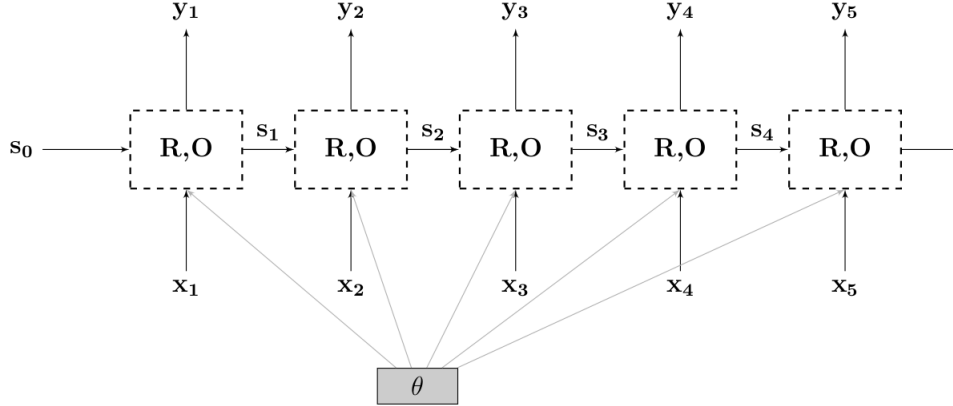 y₁ y₂ y₃ y₄ y₅
s₀ R,O s₁ R,O s₂ R,O s₃ R,O s₄ R,O
x₁ x₂ x₃ x₄ x₅
θ